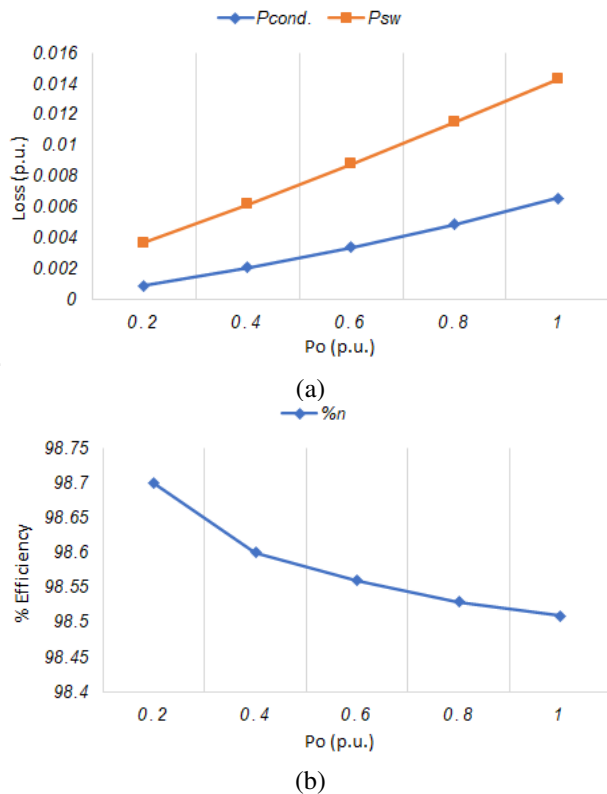 Pcond. Psw
0.016
0.014
0.012
0.01
0.008
0.006
0.004
0.002
0
Loss (p.u.)
0.2 0.4 0.6 0.8 1
Po (p.u.)
(a)
%n
98.75
98.7
98.65
98.6
98.55
98.5
98.45
98.4
% Efficiency
0.2 0.4 0.6 0.8 1
Po (p.u.)
(b)